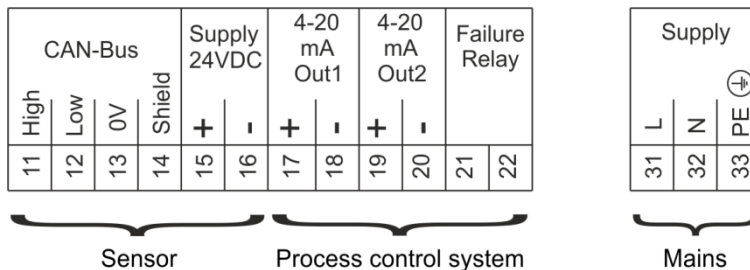 CAN-Bus
Supply
24VDC
4-20
mA
Out1
4-20
mA
Out2
Failure
Relay
Supply
High
Low
0V
Shield
+
-
+
-
+
-
L
N
PE
11
12
13
14
15
16
17
18
19
20
21
22
31
32
33
Sensor
Process control system
Mains